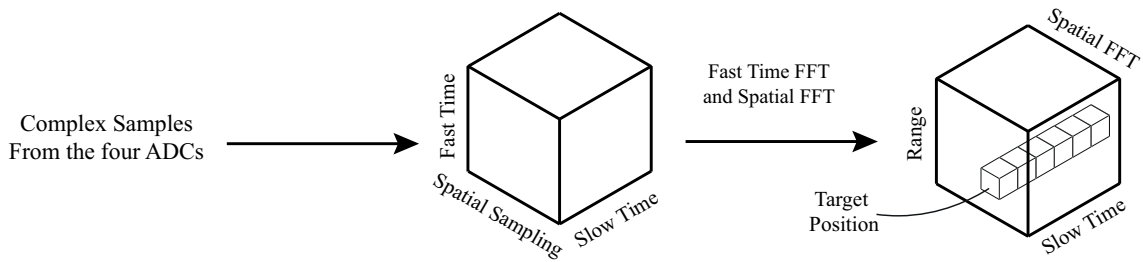 Complex Samples
From the four ADCs
Fast Time
Spatial Sampling
Slow Time
Fast Time FFT
and Spatial FFT
Spatial FFT
Range
Target
Position
Slow Time